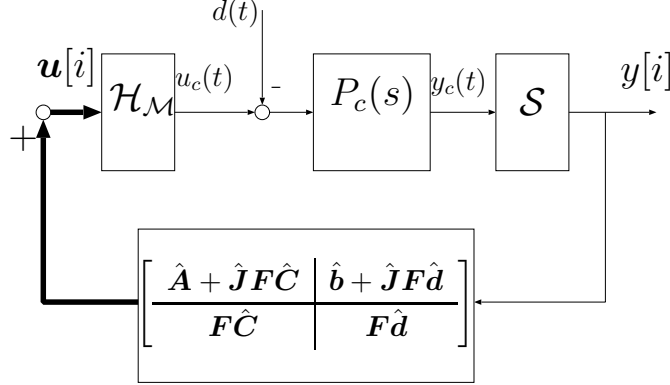 d(t)
u[i]
u_c(t)
-
y_c(t)
y[i]
H_M
P_c(s)
S
+
Â + ĴFĈ | b̂ + ĴFd̂
FĈ | Fd̂